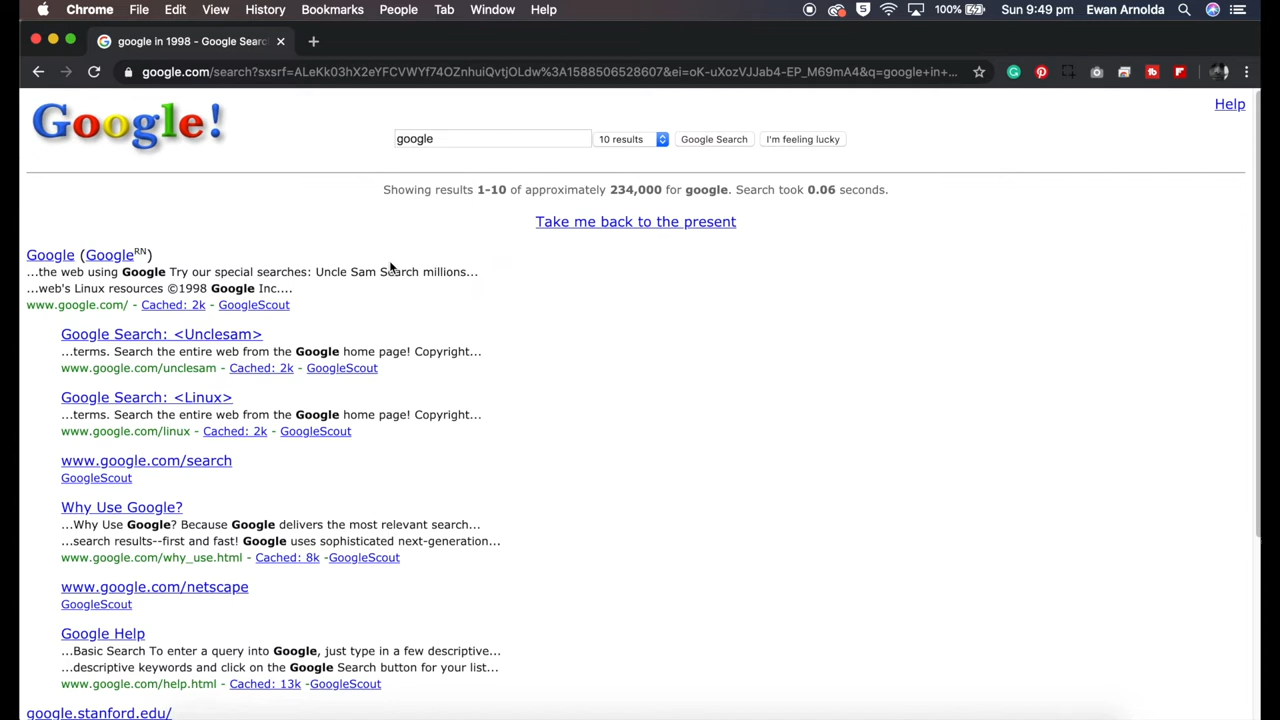 Chrome File Edit View History Bookmarks People Tab Window Help 100% Sun 9:49 pm Ewan Arnolda
google in 1998 - Google Searc
google.com/search?sxsrf=ALeKk03hX2eYFCVWYf74OZnhuiQvtjOLdw%3A1588506528607&ei=oK-uXozVJJab4-EP_M69mA4&q=google+in+...
Google!
Help
google 10 results Google Search I'm feeling lucky
Showing results 1-10 of approximately 234,000 for google. Search took 0.06 seconds.
Take me back to the present
Google (GoogleRN)
...the web using Google Try our special searches: Uncle Sam Search millions...
...web's Linux resources ©1998 Google Inc....
www.google.com/ - Cached: 2k - GoogleScout
Google Search: <Unclesam>
...terms. Search the entire web from the Google home page! Copyright...
www.google.com/unclesam - Cached: 2k - GoogleScout
Google Search: <Linux>
...terms. Search the entire web from the Google home page! Copyright...
www.google.com/linux - Cached: 2k - GoogleScout
www.google.com/search
GoogleScout
Why Use Google?
...Why Use Google? Because Google delivers the most relevant search...
...search results--first and fast! Google uses sophisticated next-generation...
www.google.com/why_use.html - Cached: 8k -GoogleScout
www.google.com/netscape
GoogleScout
Google Help
...Basic Search To enter a query into Google, just type in a few descriptive...
...descriptive keywords and click on the Google Search button for your list...
www.google.com/help.html - Cached: 13k -GoogleScout
google.stanford.edu/